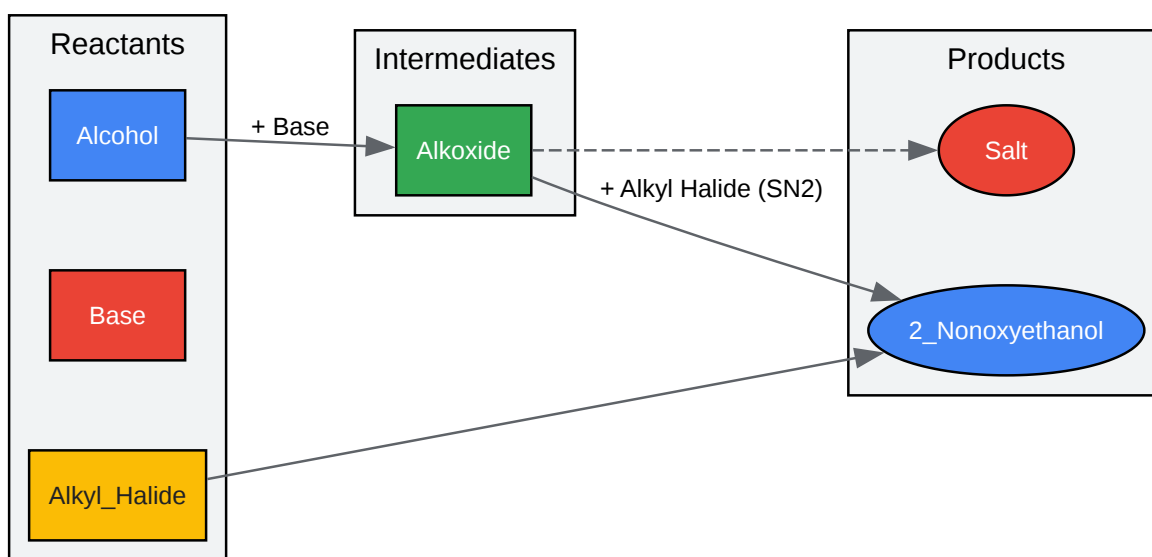 Reactants
Alcohol
Base
Alkyl_Halide
+ Base
Intermediates
Alkoxide
+ Alkyl Halide (SN2)
Products
Salt
2_Nonoxyethanol